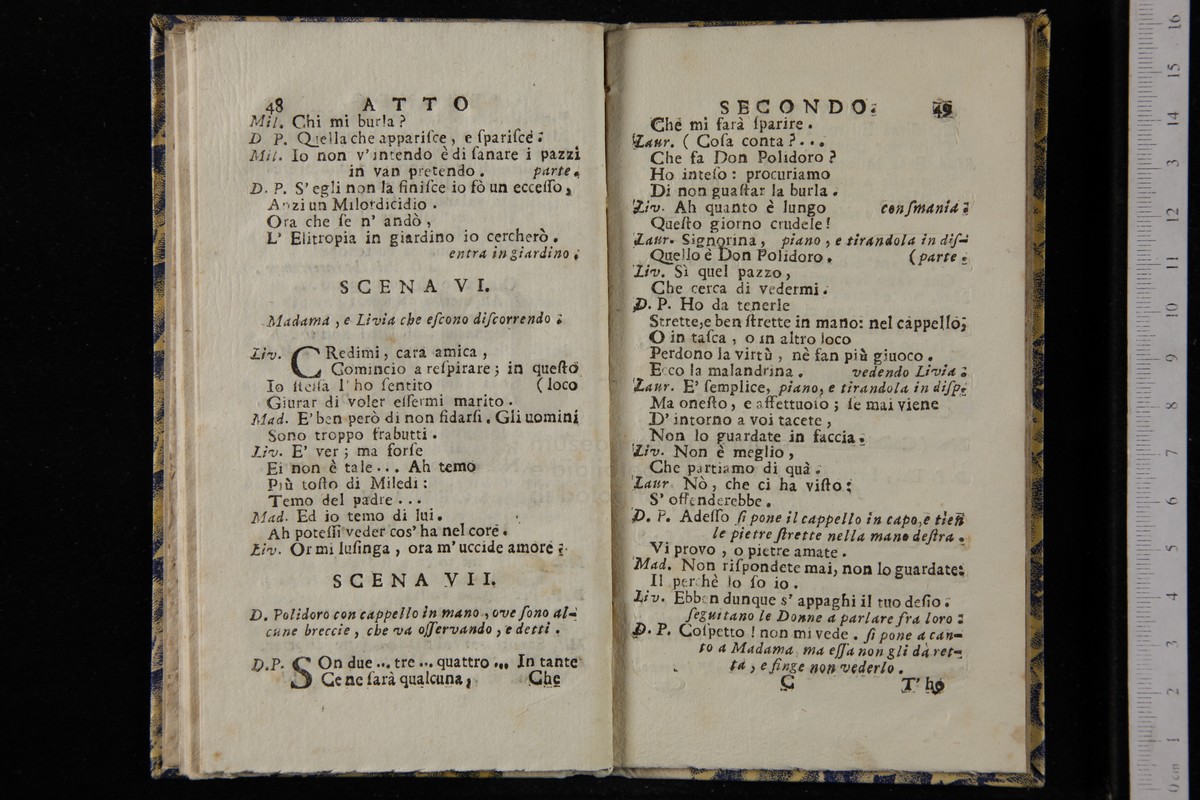 48 ATTO
Mil. Chi mi burla?
D P. Quella che apparisce, e sparisce.
Mil. Io non v'intendo è di sanare i pazzi
in van pretendo. parte.
D. P. S'egli non la finisce io fò un eccesso,
Anzi un Milordicidio.
Ora che se n' andò,
L' Elitropia in giardino io cercherò.
entra in giardino.
SCENA VI.
Madama, e Livia che escono discorrendo.
Liv. CRedimi, cara amica,
Comincio a respirare; in questo
Io stessa l' ho sentito (loco
Giurar di voler essermi marito.
Mad. E' ben però di non fidarsi. Gli uomini
Sono troppo frabutti.
Liv. E' ver; ma forse
Ei non è tale... Ah temo
Più tosto di Miledi:
Temo del padre...
Mad. Ed io temo di lui.
Ah potessi veder cos' ha nel core.
Liv. Or mi lusinga, ora m' uccide amore.
SCENA VII.
D. Polidoro con cappello in mano, ove sono al-
cune breccie, che va osservando, e detti.
D.P. SOn due... tre... quattro... In tante
Ce ne sarà qualcuna, Che
SECONDO. 49
Che mi farà sparire.
Laur. (Cosa conta?...
Che fa Don Polidoro?
Ho inteso: procuriamo
Di non guastar la burla.
Liv. Ah quanto è lungo con smania.
Questo giorno crudele!
Laur. Signorina, piano, e tirandola in dis-
Quello è Don Polidoro. (parte.
Liv. Sì quel pazzo,
Che cerca di vedermi.
D. P. Ho da tenerle
Strette, e ben strette in mano: nel cappello,
O in tasca, o in altro loco
Perdono la virtù, nè fan più giuoco.
Ecco la malandrina. vedendo Livia.
Laur. E' semplice, piano, e tirandola in disp.
Ma onesto, e affettuoso; se mai viene
D' intorno a voi tacete,
Non lo guardate in faccia.
Liv. Non è meglio,
Che partiamo di quà.
Laur Nò, che ci ha visto;
S' offenderebbe.
D. P. Adesso si pone il cappello in capo, e tien
le pietre strette nella mano destra.
Vi provo, o pietre amate.
Mad. Non rispondete mai, non lo guardate;
Il perchè lo so io.
Liv. Ebben dunque s' appaghi il tuo desio.
seguitano le Donne a parlare fra loro.
D. P. Cospetto! non mi vede. si pone a can-
to a Madama, ma essa non gli dà ret-
ta, e finge non vederlo.
C T' ho